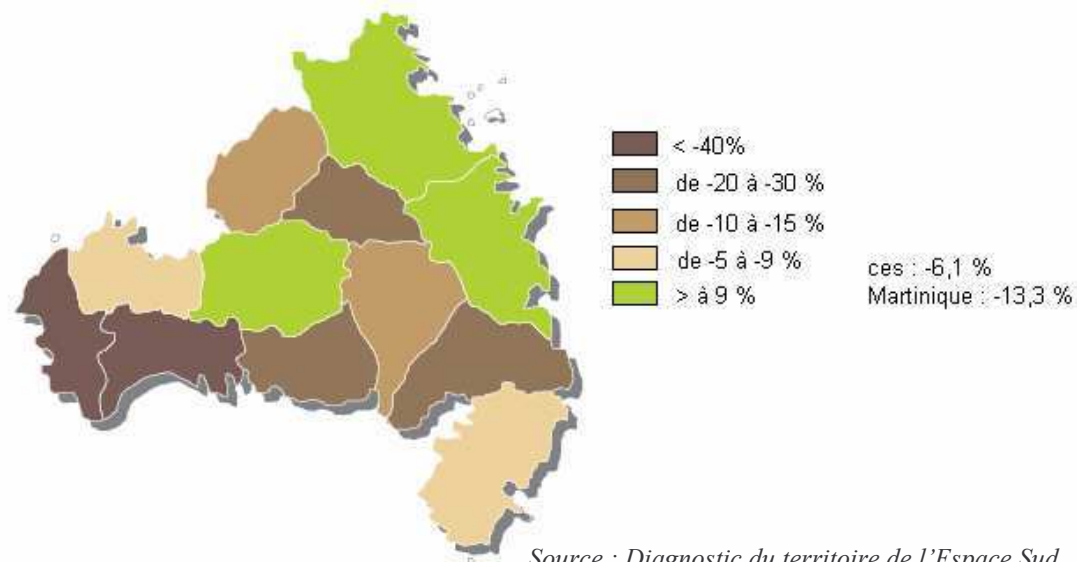 < -40%
de -20 à -30 %
de -10 à -15 %
de -5 à -9 %
> à 9 %
ces : -6,1 %
Martinique : -13,3 %
Source : Diagnostic du territoire de l'Espace Sud